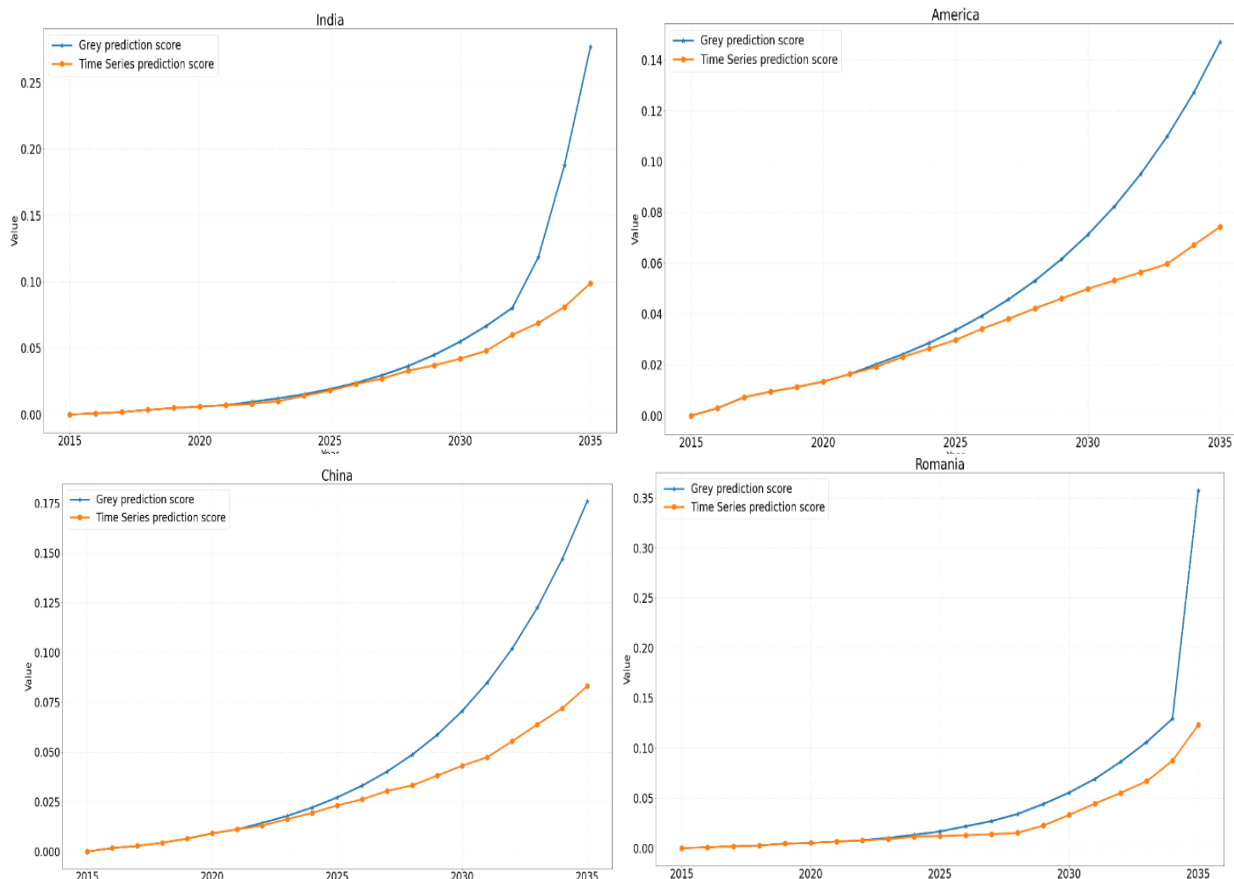 India
Grey prediction score
Time Series prediction score
0.25
0.20
0.15
0.10
0.05
0.00
Value
2015 2020 2025 2030 2035
Year
America
Grey prediction score
Time Series prediction score
0.14
0.12
0.10
0.08
0.06
0.04
0.02
0.00
Value
2015 2020 2025 2030 2035
Year
China
Grey prediction score
Time Series prediction score
0.175
0.150
0.125
0.100
0.075
0.050
0.025
0.000
Value
2015 2020 2025 2030 2035
Romania
Grey prediction score
Time Series prediction score
0.35
0.30
0.25
0.20
0.15
0.10
0.05
0.00
Value
2015 2020 2025 2030 2035